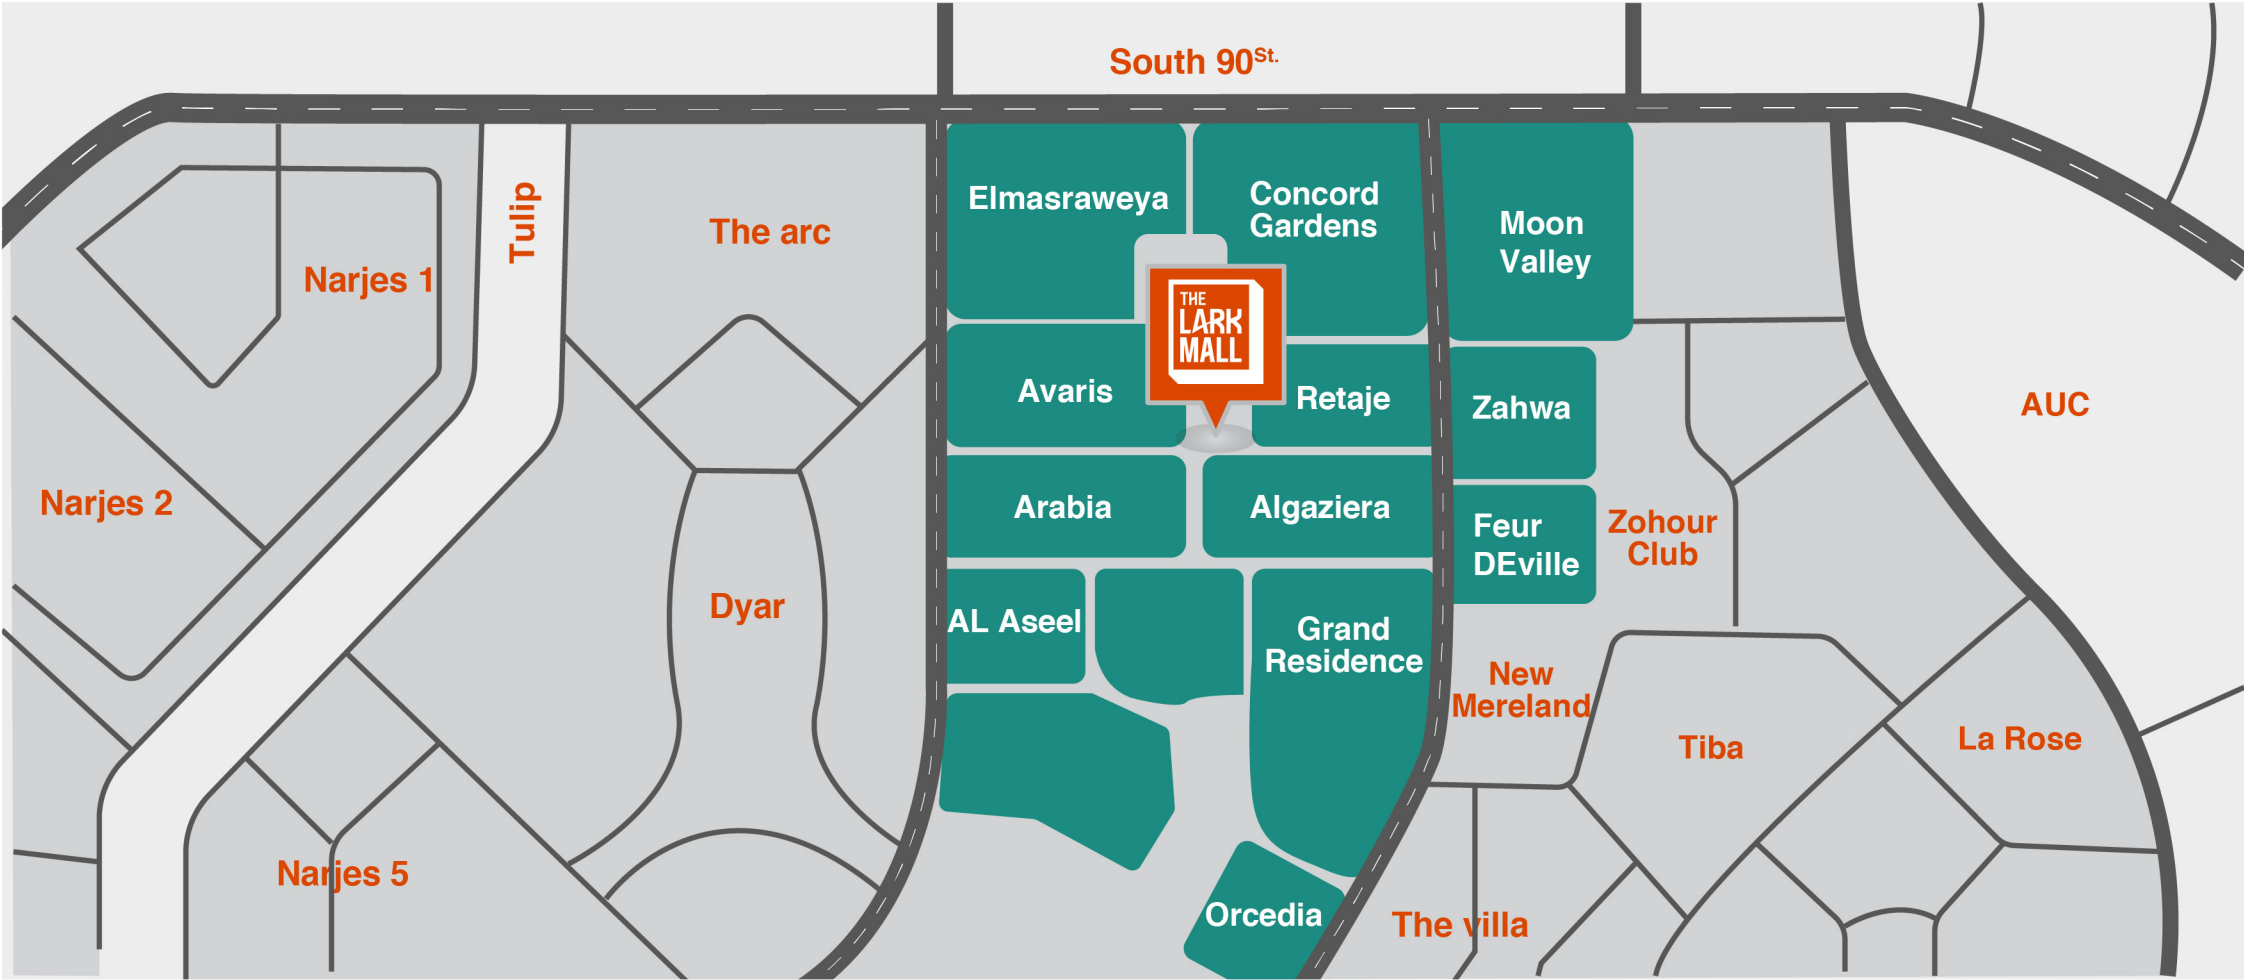 South 90St.
Tulip
The arc
Narjes 1
Narjes 2
Narjes 5
Dyar
Elmasraweya
Concord
Gardens
Moon
Valley
THE
LARK
MALL
Avaris
Retaje
Zahwa
AUC
Arabia
Algaziera
Feur
DEville
Zohour
Club
AL Aseel
Grand
Residence
New
Mereland
Tiba
La Rose
Orcedia
The villa